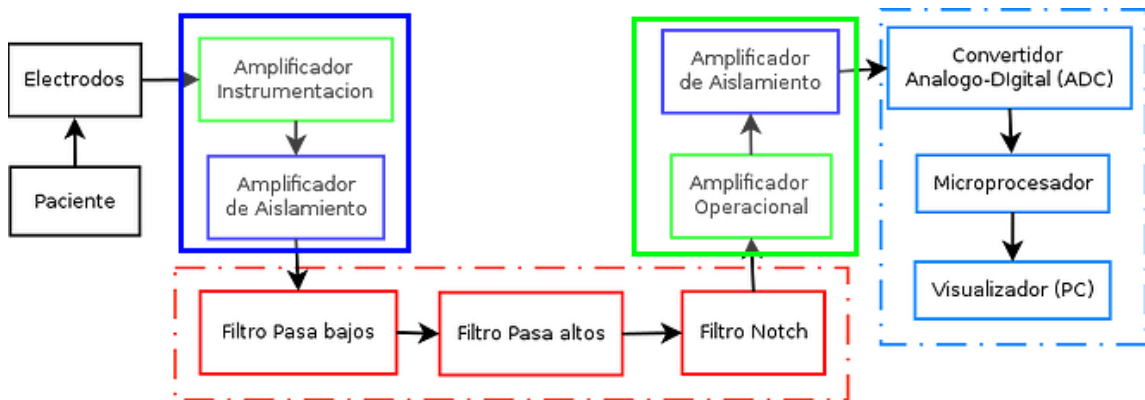 Electrodos
Paciente
Amplificador
Instrumentacion
Amplificador
de Aislamiento
Filtro Pasa bajos
Filtro Pasa altos
Filtro Notch
Amplificador
Operacional
Amplificador
de Aislamiento
Convertidor
Analogo-DIgital (ADC)
Microprocesador
Visualizador (PC)